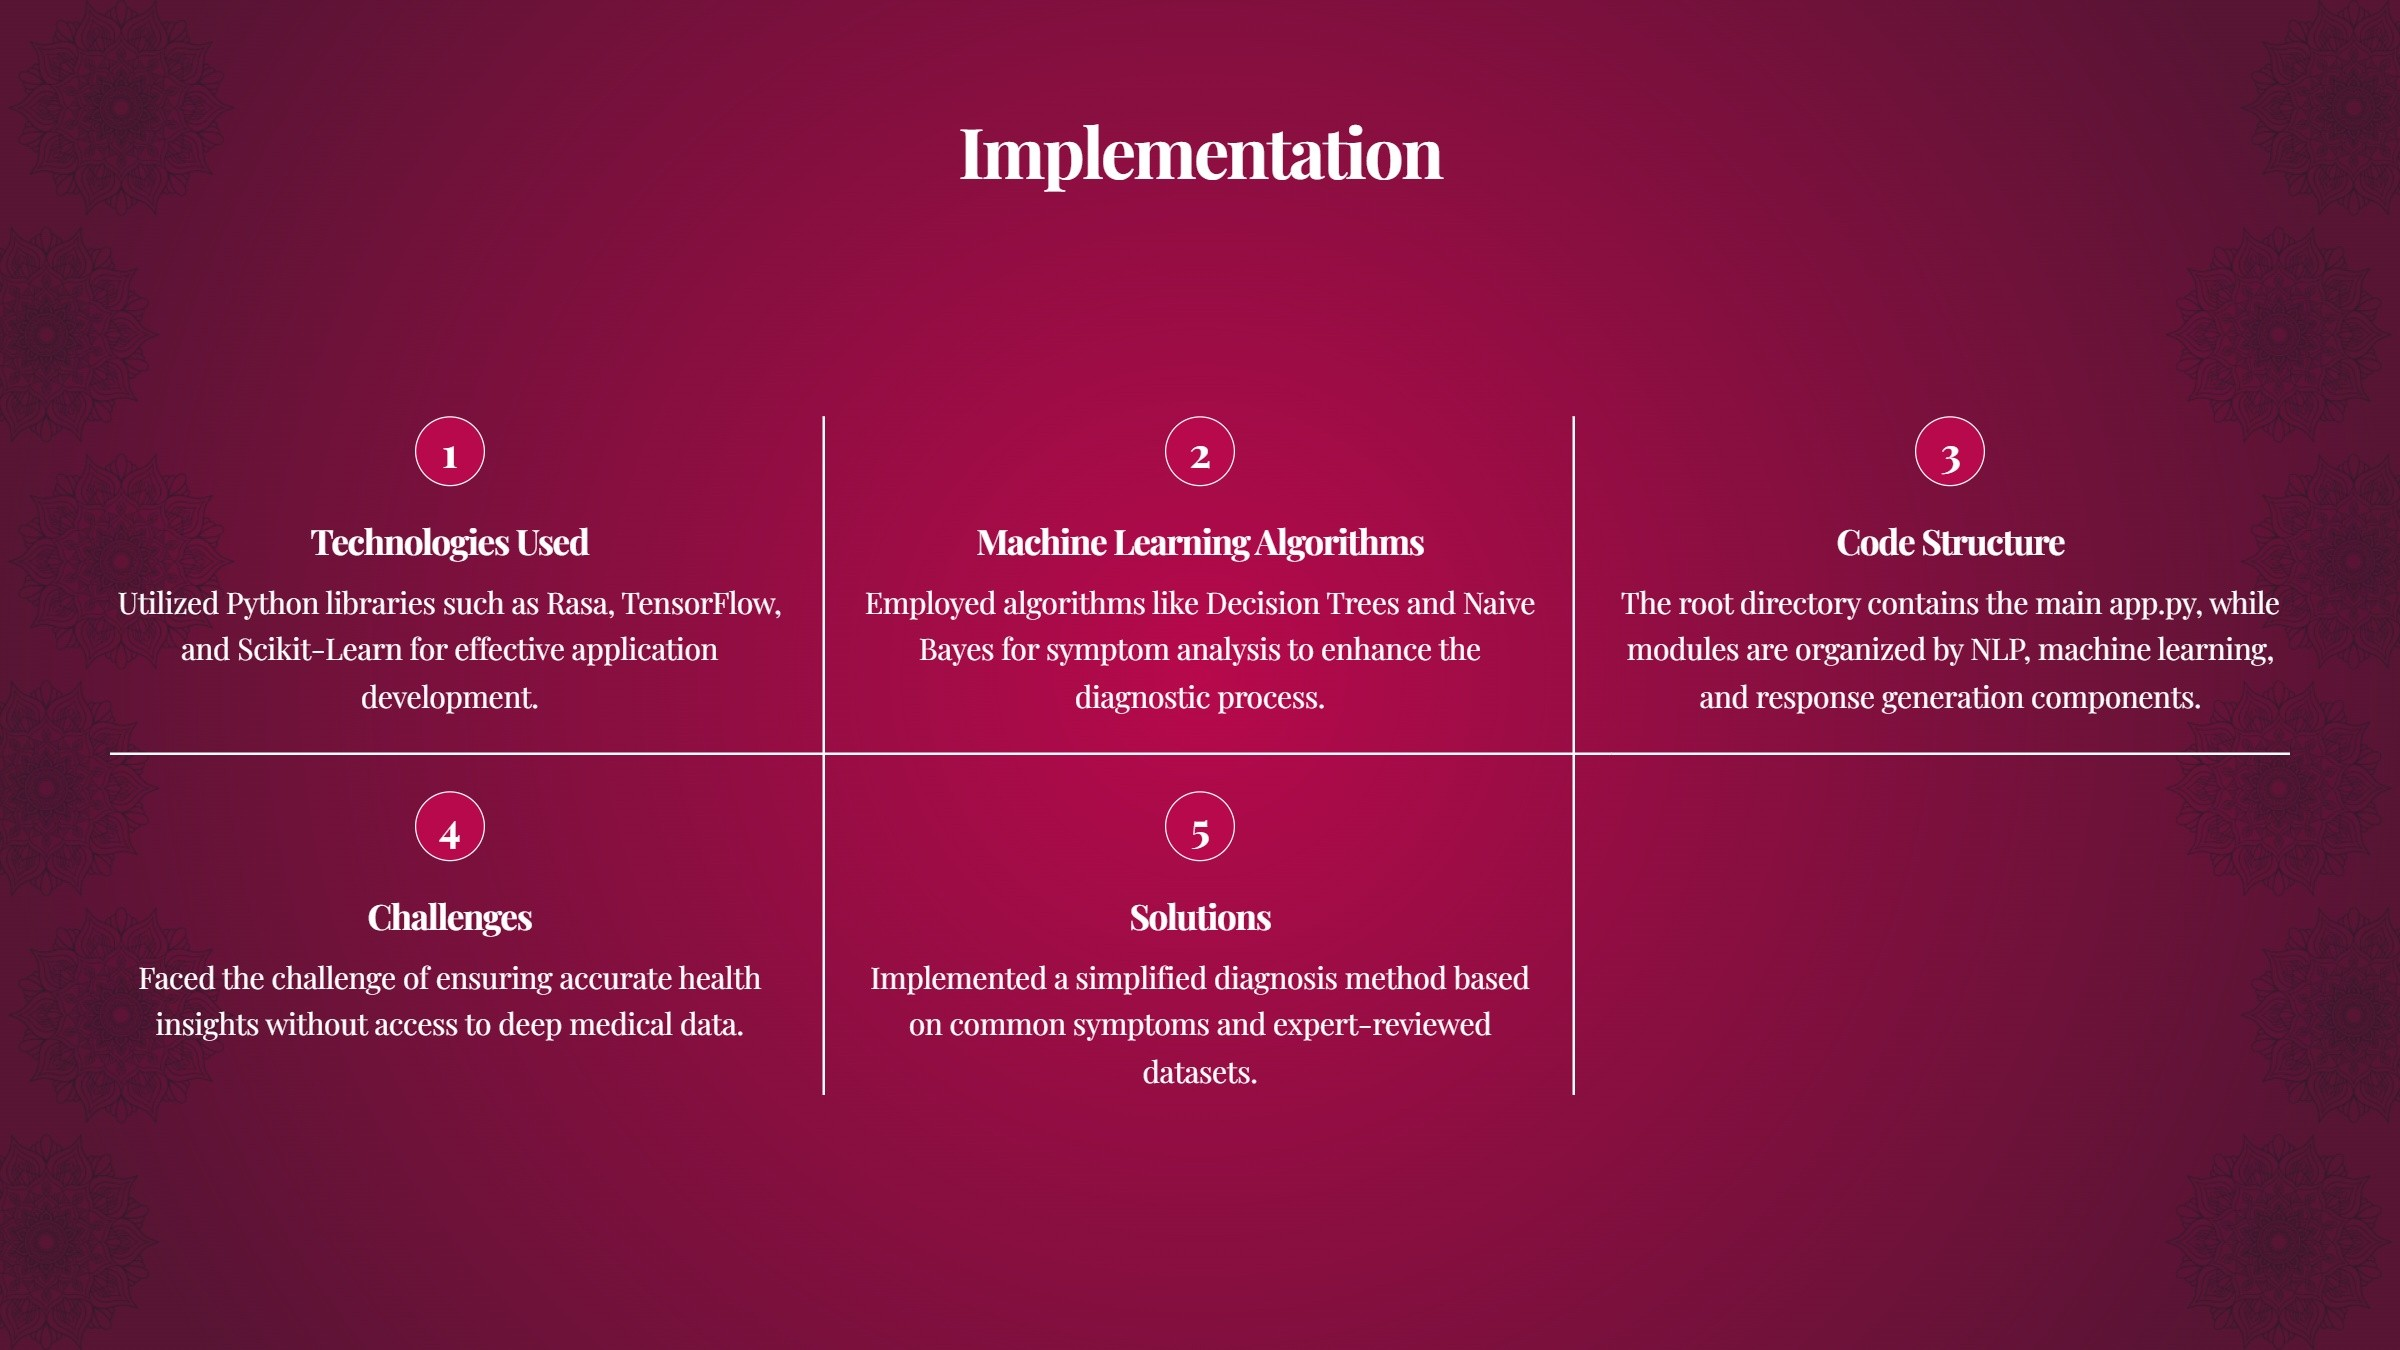 Implementation
1
Technologies Used
Utilized Python libraries such as Rasa, TensorFlow,
and Scikit-Learn for effective application
development.
2
Machine Learning Algorithms
Employed algorithms like Decision Trees and Naive
Bayes for symptom analysis to enhance the
diagnostic process.
3
Code Structure
The root directory contains the main app.py, while
modules are organized by NLP, machine learning,
and response generation components.
4
Challenges
Faced the challenge of ensuring accurate health
insights without access to deep medical data.
5
Solutions
Implemented a simplified diagnosis method based
on common symptoms and expert-reviewed
datasets.